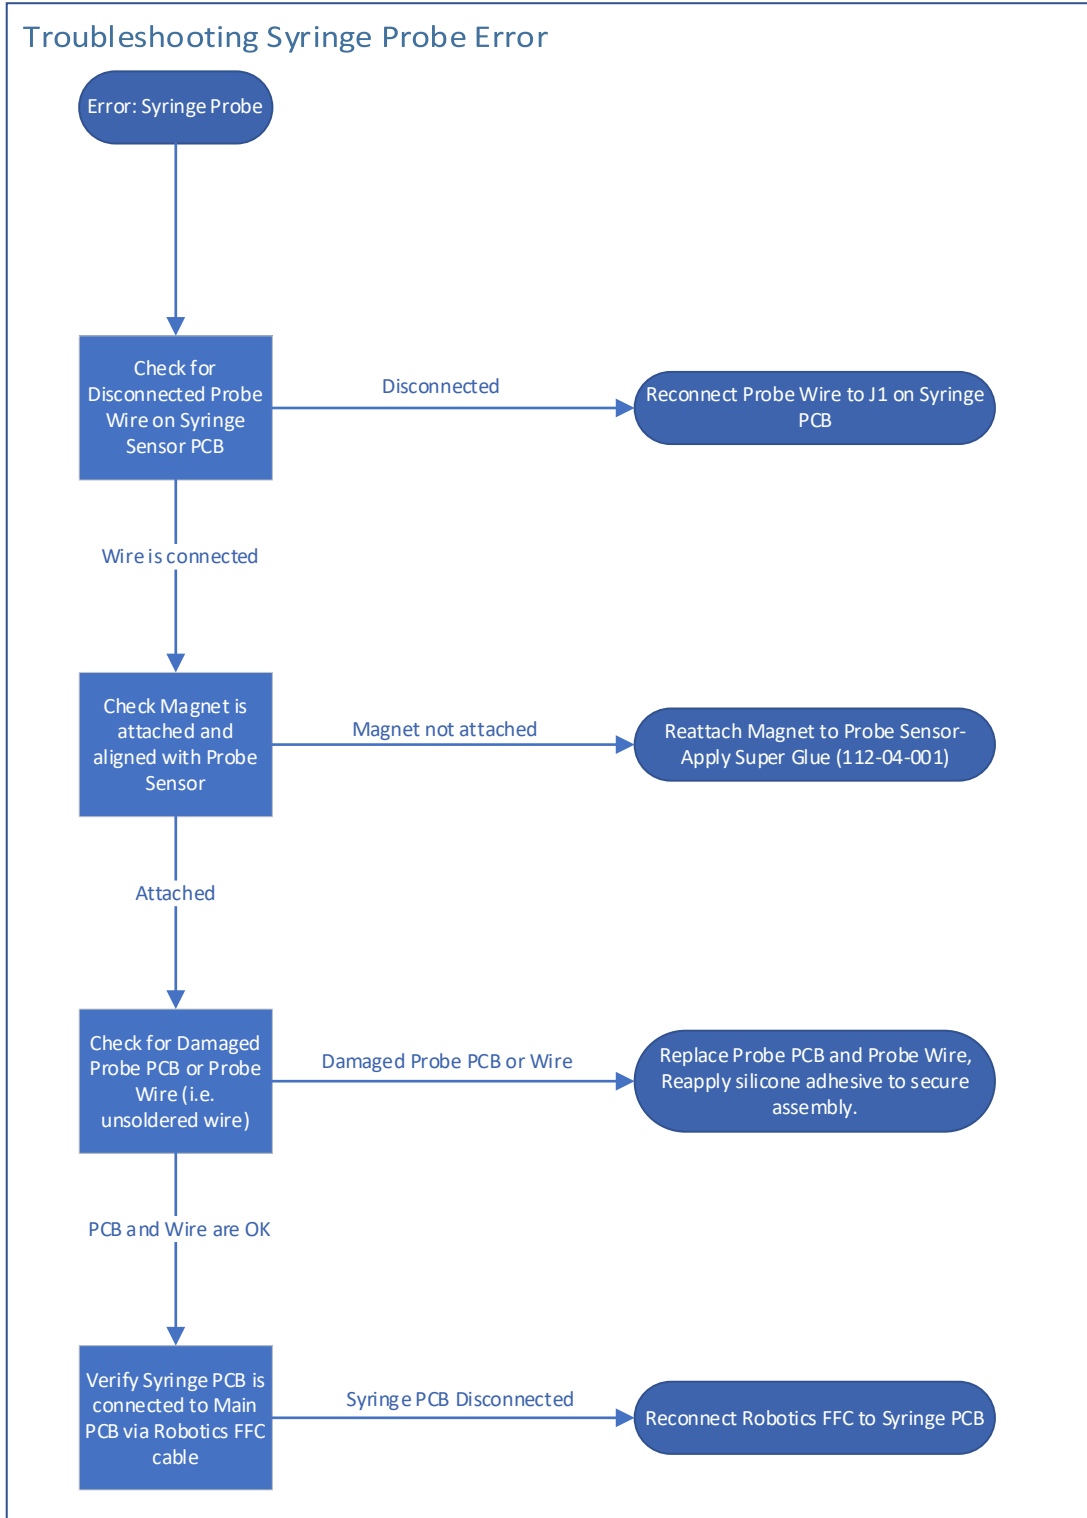 Troubleshooting Syringe Probe Error
Error: Syringe Probe
Check for
Disconnected Probe
Wire on Syringe
Sensor PCB
Disconnected
Reconnect Probe Wire to J1 on Syringe
PCB
Wire is connected
Check Magnet is
attached and
aligned with Probe
Sensor
Magnet not attached
Reattach Magnet to Probe Sensor-
Apply Super Glue (112-04-001)
Attached
Check for Damaged
Probe PCB or Probe
Wire (i.e.
unsoldered wire)
Damaged Probe PCB or Wire
Replace Probe PCB and Probe Wire,
Reapply silicone adhesive to secure
assembly.
PCB and Wire are OK
Verify Syringe PCB is
connected to Main
PCB via Robotics FFC
cable
Syringe PCB Disconnected
Reconnect Robotics FFC to Syringe PCB